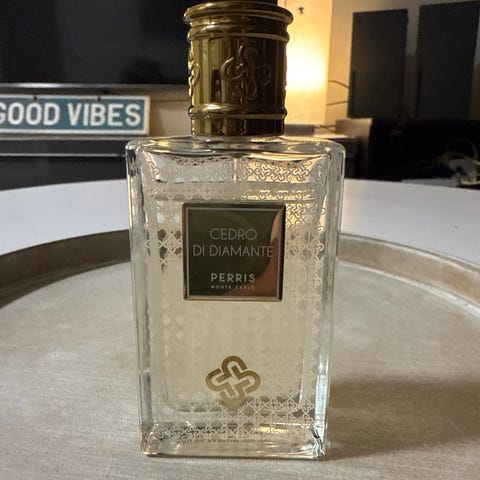 GOOD VIBES
CEDRO
DI DIAMANTE
PERRIS
MONTE CARLO